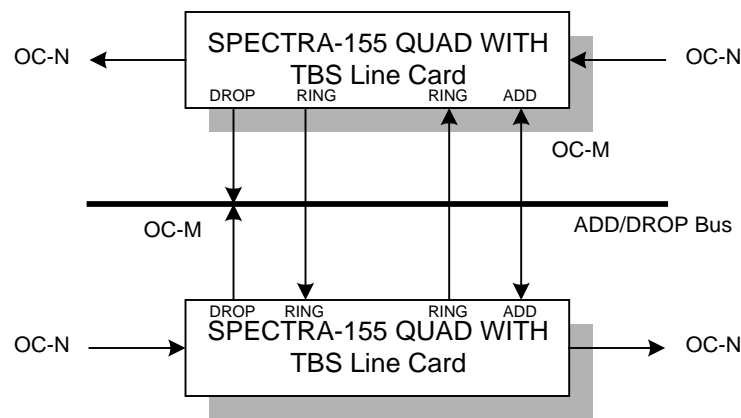 SPECTRA-155 QUAD WITH
TBS Line Card
OC-N
OC-N
DROP RING RING ADD
OC-M
OC-M
ADD/DROP Bus
DROP RING RING ADD
SPECTRA-155 QUAD WITH
TBS Line Card
OC-N
OC-N